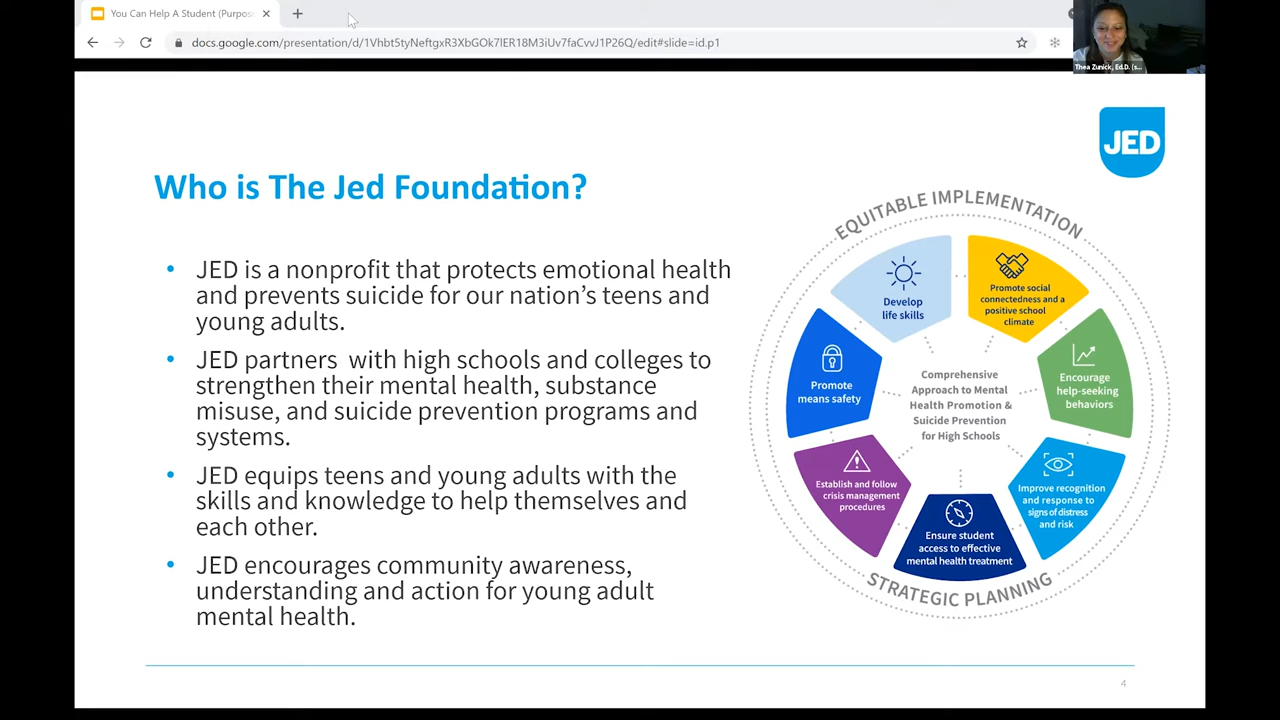 You Can Help A Student (Purpos
docs.google.com/presentation/d/1Vhbt5tyNeftgxR3XbGOk7lER18M3iUv7faCvvJ1P26Q/edit#slide=id.p1
Thea Zunick, Ed.D. (s...
JED
Who is The Jed Foundation?
• JED is a nonprofit that protects emotional health
and prevents suicide for our nation's teens and
young adults.
• JED partners with high schools and colleges to
strengthen their mental health, substance
misuse, and suicide prevention programs and
systems.
• JED equips teens and young adults with the
skills and knowledge to help themselves and
each other.
• JED encourages community awareness,
understanding and action for young adult
mental health.
EQUITABLE IMPLEMENTATION
Develop
life skills
Promote social
connectedness and a
positive school
climate
Encourage
help-seeking
behaviors
Improve recognition
and response to
signs of distress
and risk
Ensure student
access to effective
mental health treatment
Establish and follow
crisis management
procedures
Promote
means safety
Comprehensive
Approach to Mental
Health Promotion &
Suicide Prevention
for High Schools
STRATEGIC PLANNING
4